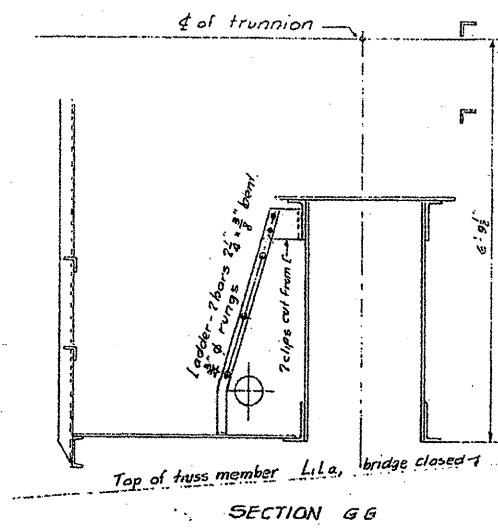 ℄ of trunnion
6'-9½"
Ladder-2 bars 2¼" x ⅜" bent.
¾" ϕ rungs
2 clips cut from [
Top of truss member L₁L₂, bridge closed
SECTION GG